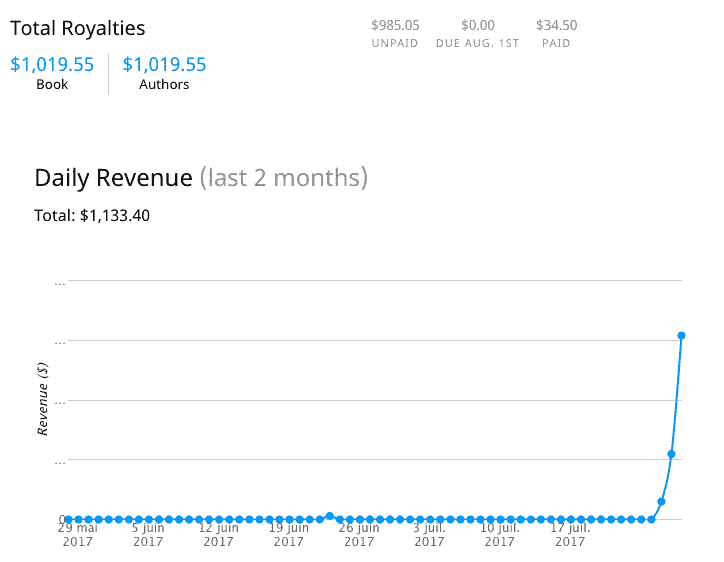 Total Royalties
$985.05 $0.00 $34.50
UNPAID DUE AUG. 1ST PAID
$1,019.55 $1,019.55
Book Authors
Daily Revenue (last 2 months)
Total: $1,133.40
...
...
...
...
Revenue ($)
0
29 mai 5 juin 12 juin 19 juin 26 juin 3 juil. 10 juil. 17 juil.
2017 2017 2017 2017 2017 2017 2017 2017